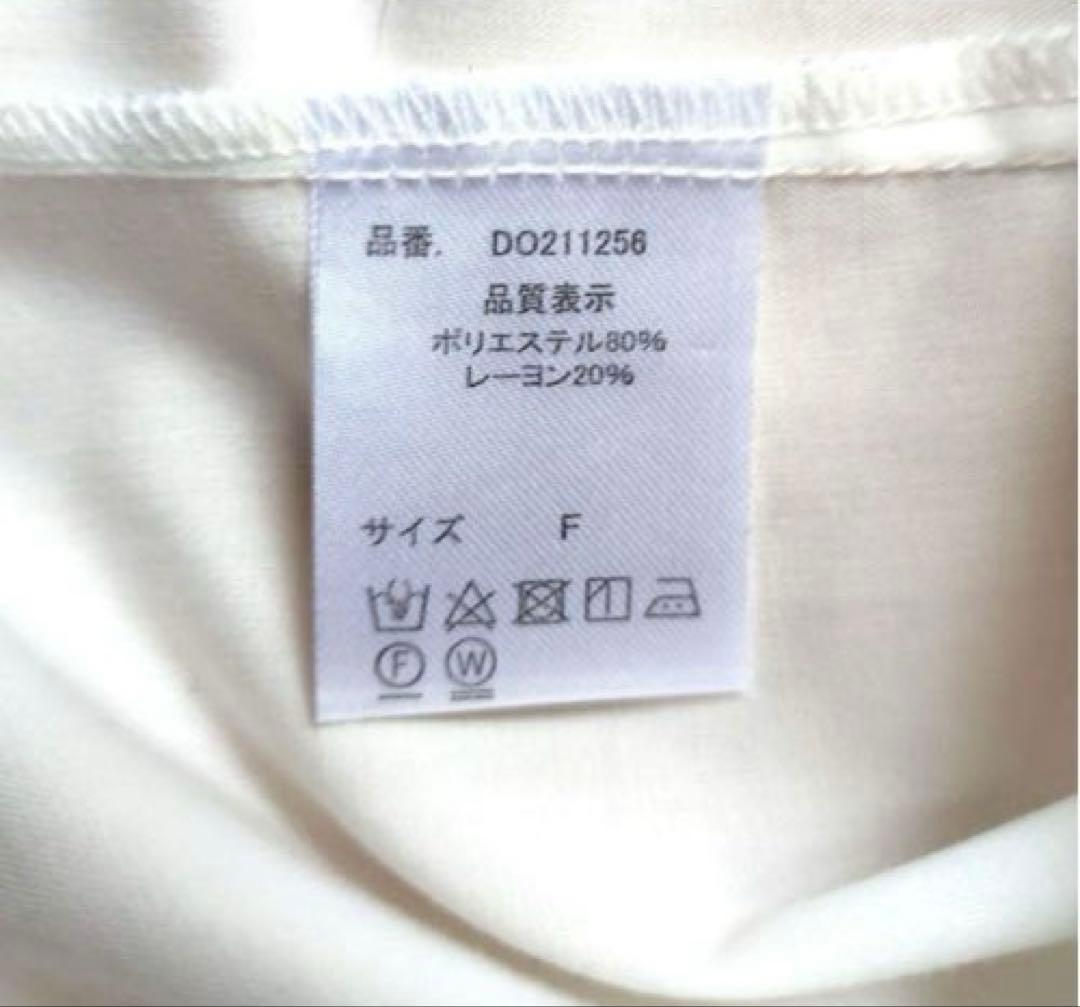 品番. DO211256
品質表示
ポリエステル80%
レーヨン20%
サイズ F
F W